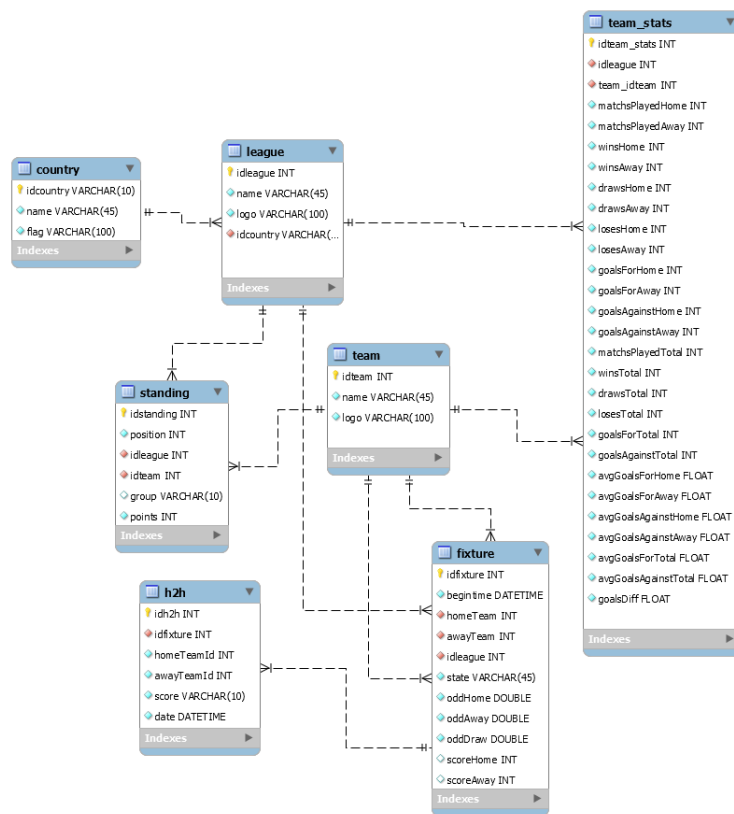 country
idcountry VARCHAR(10)
name VARCHAR(45)
flag VARCHAR(100)
Indexes
league
idleague INT
name VARCHAR(45)
logo VARCHAR(100)
idcountry VARCHAR(...
Indexes
team_stats
idteam_stats INT
idleague INT
team_idteam INT
matchsPlayedHome INT
matchsPlayedAway INT
winsHome INT
winsAway INT
drawsHome INT
drawsAway INT
losesHome INT
losesAway INT
goalsForHome INT
goalsForAway INT
goalsAgainstHome INT
goalsAgainstAway INT
matchsPlayedTotal INT
winsTotal INT
drawsTotal INT
losesTotal INT
goalsForTotal INT
goalsAgainstTotal INT
avgGoalsForHome FLOAT
avgGoalsForAway FLOAT
avgGoalsAgainstHome FLOAT
avgGoalsAgainstAway FLOAT
avgGoalsForTotal FLOAT
avgGoalsAgainstTotal FLOAT
goalsDiff FLOAT
Indexes
standing
idstanding INT
position INT
idleague INT
idteam INT
group VARCHAR(10)
points INT
Indexes
team
idteam INT
name VARCHAR(45)
logo VARCHAR(100)
Indexes
h2h
idh2h INT
idfixture INT
homeTeamId INT
awayTeamId INT
score VARCHAR(10)
date DATETIME
Indexes
fixture
idfixture INT
begintime DATETIME
homeTeam INT
awayTeam INT
idleague INT
state VARCHAR(45)
oddHome DOUBLE
oddAway DOUBLE
oddDraw DOUBLE
scoreHome INT
scoreAway INT
Indexes